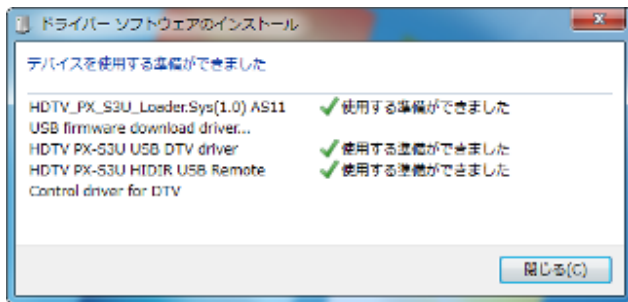 ドライバー ソフトウェアのインストール
デバイスを使用する準備ができました
HDTV_PX_S3U_Loader.Sys(1.0) AS11 使用する準備ができました
USB firmware download driver...
HDTV PX-S3U USB DTV driver 使用する準備ができました
HDTV PX-S3U HIDIR USB Remote 使用する準備ができました
Control driver for DTV
閉じる(C)